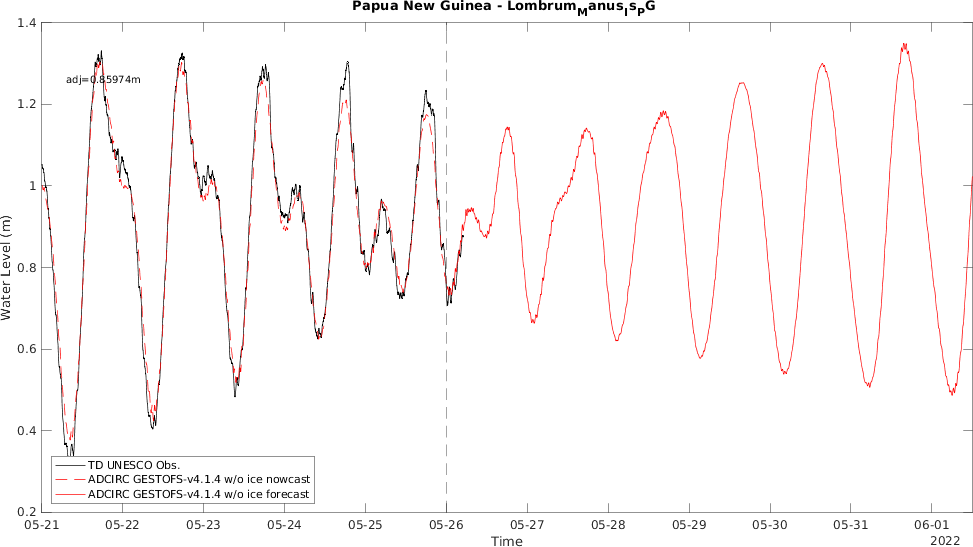 Papua New Guinea - LombrumManusIsPG
1.4
adj=0.85974m
1.2
1
0.8
0.6
0.4
0.2
Water Level (m)
TD UNESCO Obs.
ADCIRC GESTOFS-v4.1.4 w/o ice nowcast
ADCIRC GESTOFS-v4.1.4 w/o ice forecast
05-21 05-22 05-23 05-24 05-25 05-26 05-27 05-28 05-29 05-30 05-31 06-01
Time
2022